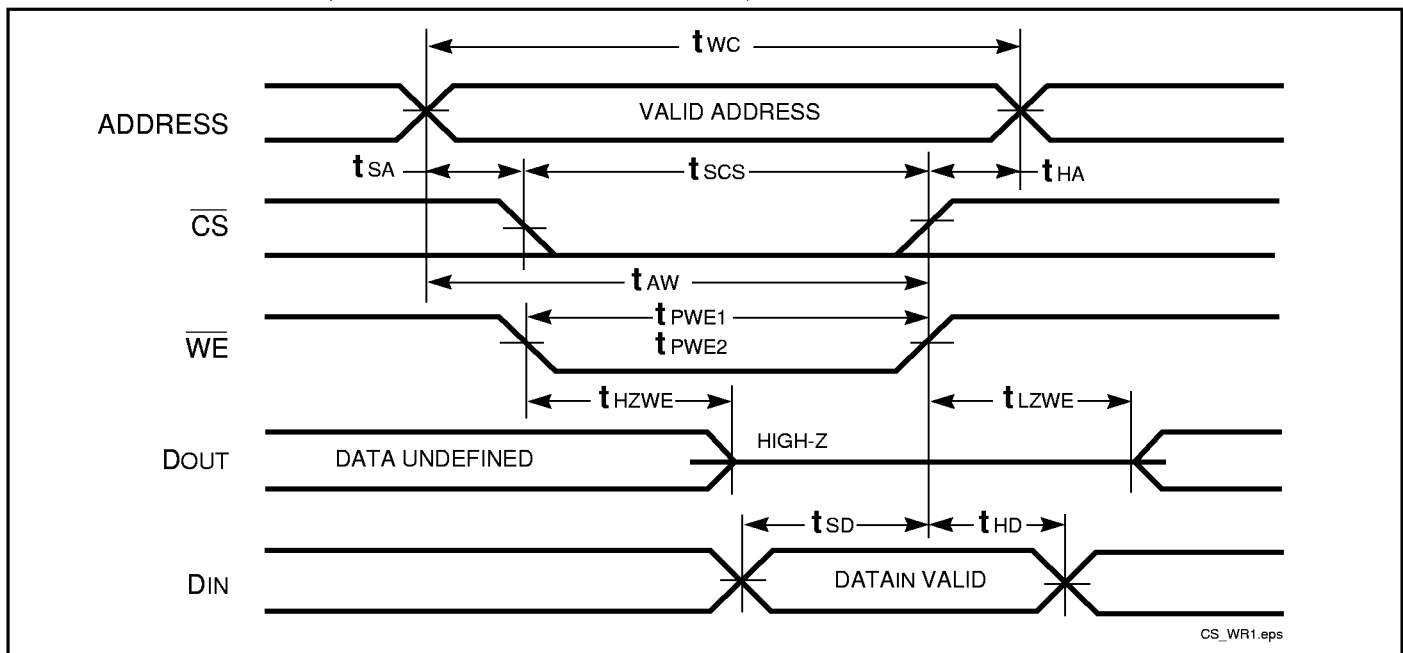 tWC
ADDRESS
VALID ADDRESS
tSA
tSCS
tHA
CS
tAW
tPWE1
WE
tPWE2
tHZWE
tLZWE
HIGH-Z
DOUT
DATA UNDEFINED
tSD
tHD
DIN
DATAIN VALID
CS_WR1.eps